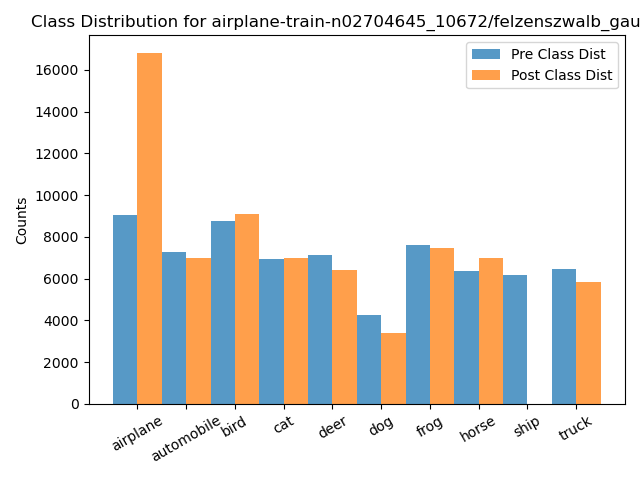 Class Distribution for airplane-train-n02704645_10672/felzenszwalb_gau
Pre Class Dist
Post Class Dist
Counts
16000
14000
12000
10000
8000
6000
4000
2000
0
airplane
automobile
bird
cat
deer
dog
frog
horse
ship
truck